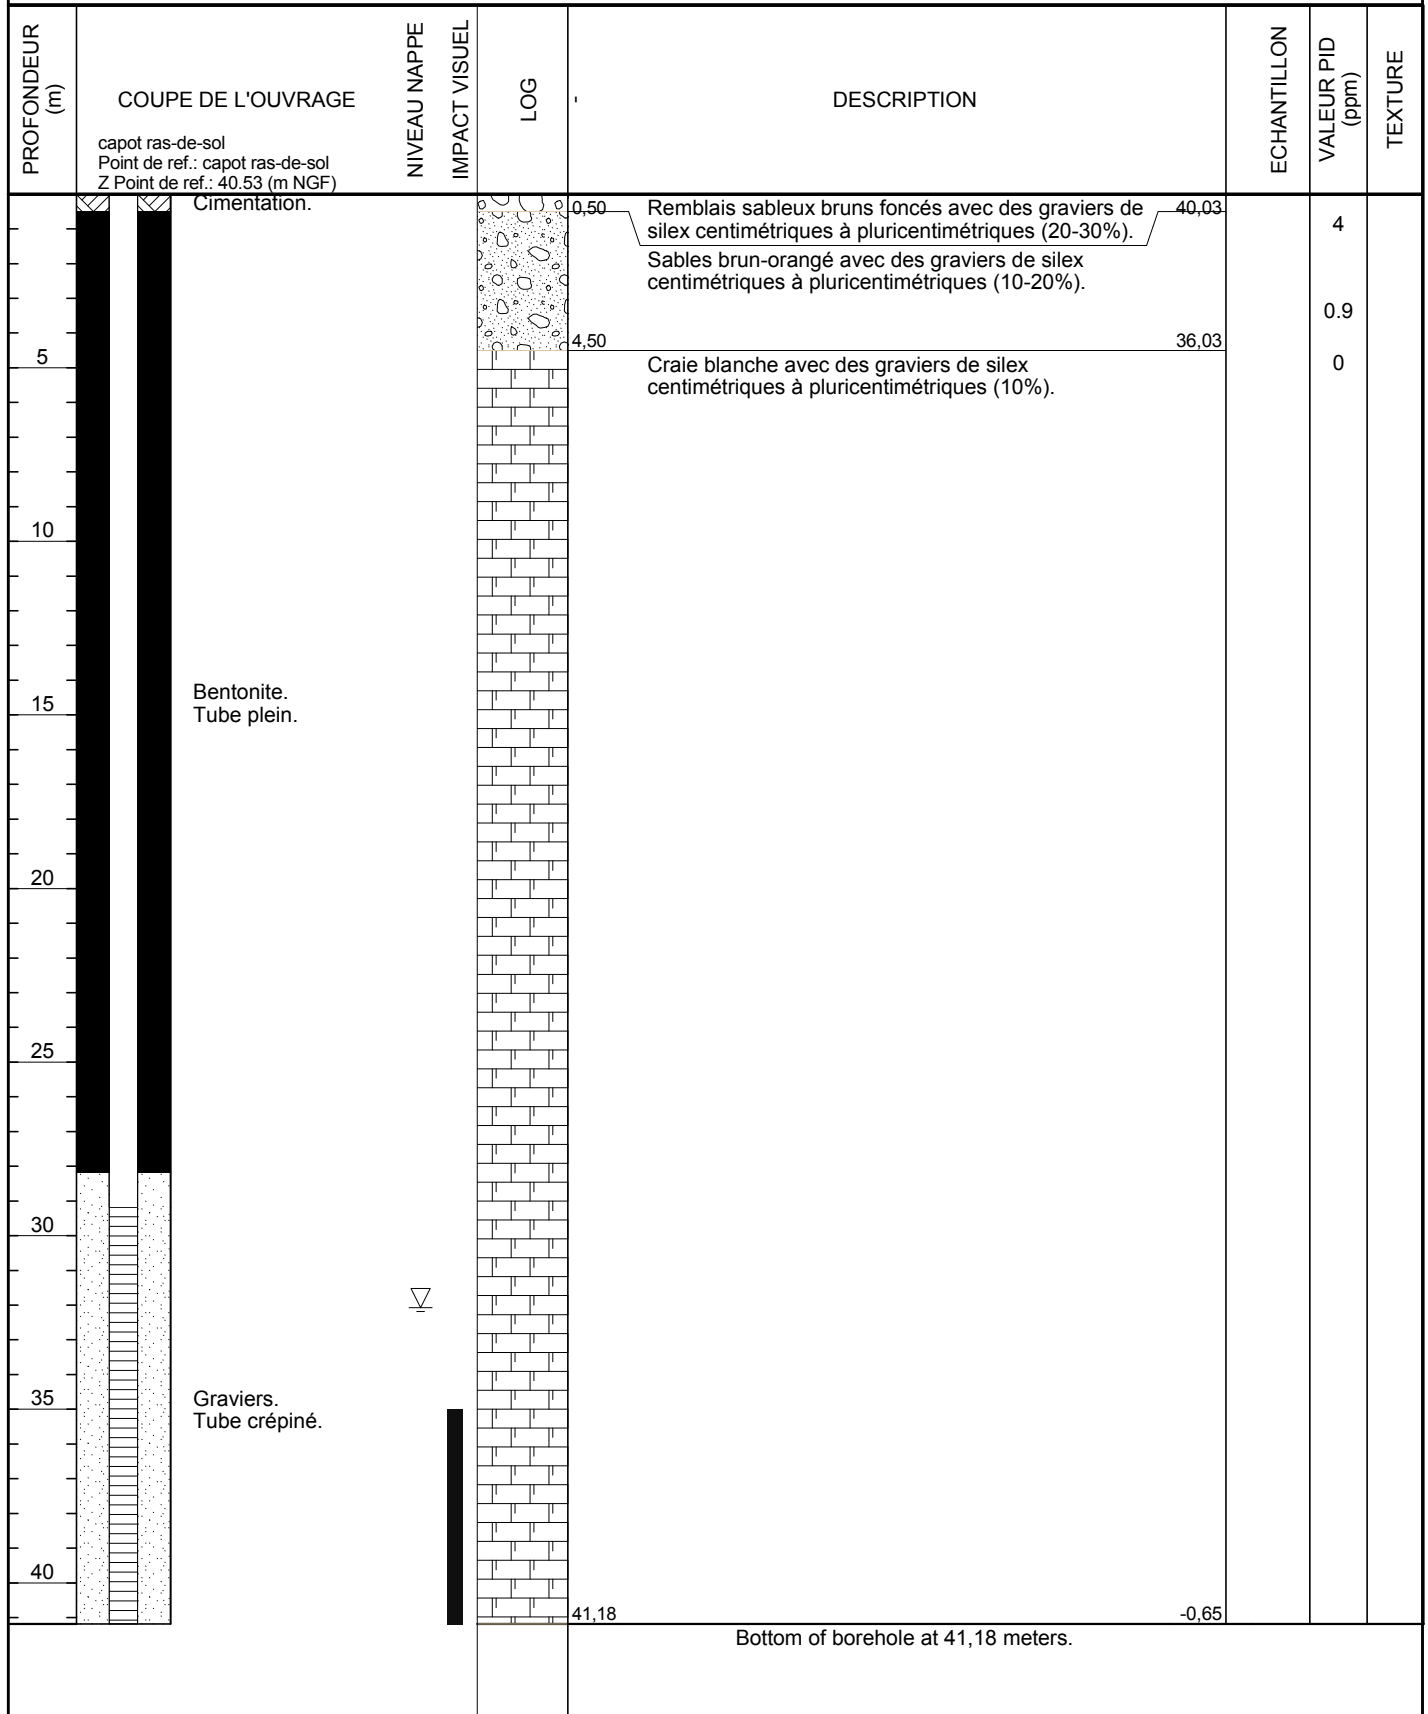 PROFONDEUR
(m)
COUPE DE L'OUVRAGE
capot ras-de-sol
Point de ref.: capot ras-de-sol
Z Point de ref.: 40.53 (m NGF)
NIVEAU NAPPE
IMPACT VISUEL
LOG
-
DESCRIPTION
ECHANTILLON
VALEUR PID
(ppm)
TEXTURE
Cimentation.
0,50
Remblais sableux bruns foncés avec des graviers de
silex centimétriques à pluricentimétriques (20-30%).
40,03
4
Sables brun-orangé avec des graviers de silex
centimétriques à pluricentimétriques (10-20%).
0.9
4,50
36,03
5
Craie blanche avec des graviers de silex
centimétriques à pluricentimétriques (10%).
0
10
15
Bentonite.
Tube plein.
20
25
30
35
Graviers.
Tube crépiné.
40
41,18
-0,65
Bottom of borehole at 41,18 meters.